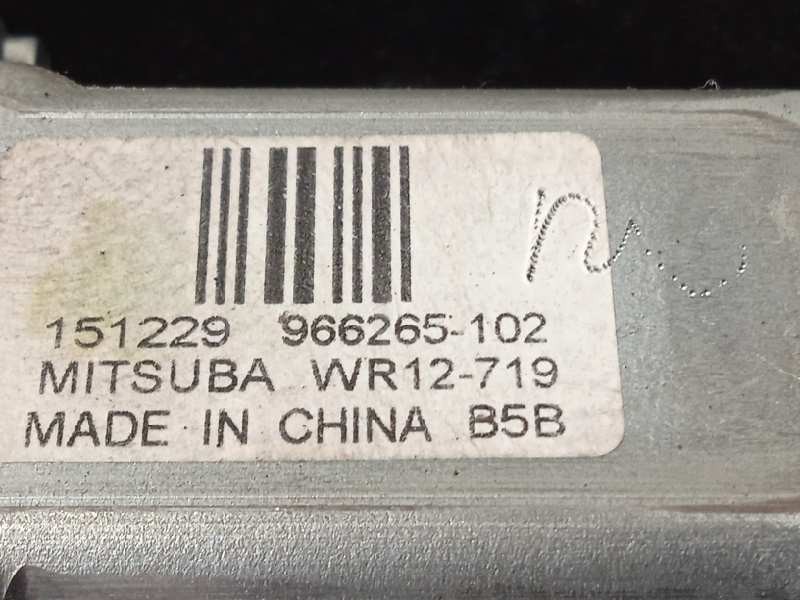 151229 966265-102
MITSUBA WR12-719
MADE IN CHINA B5B